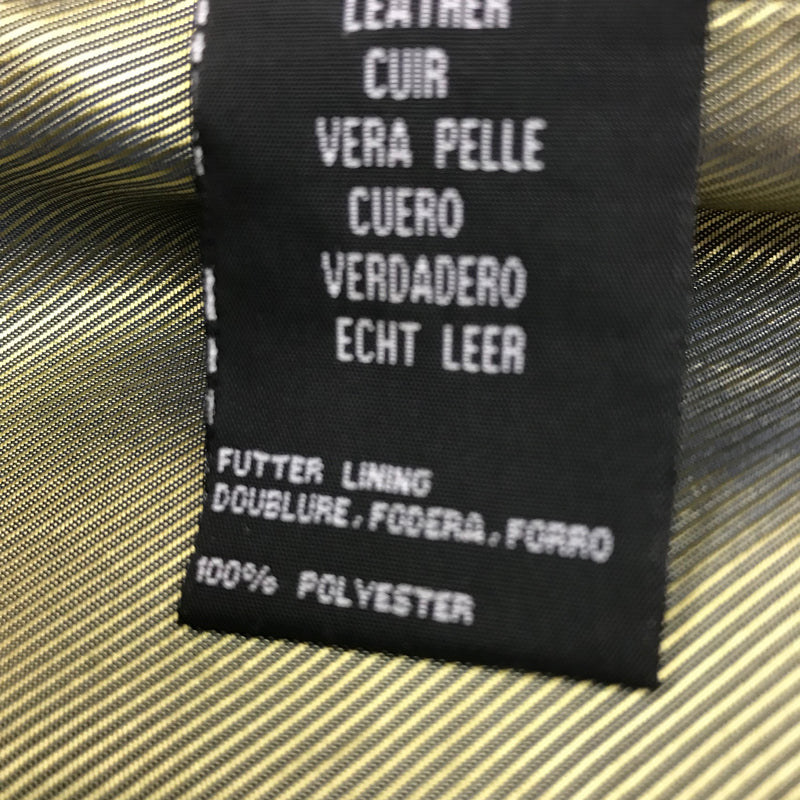 LEATHER
CUIR
VERA PELLE
CUERO
VERDADERO
ECHT LEER
FUTTER LINING
DOUBLURE,FODERA,FORRO
100% POLYESTER